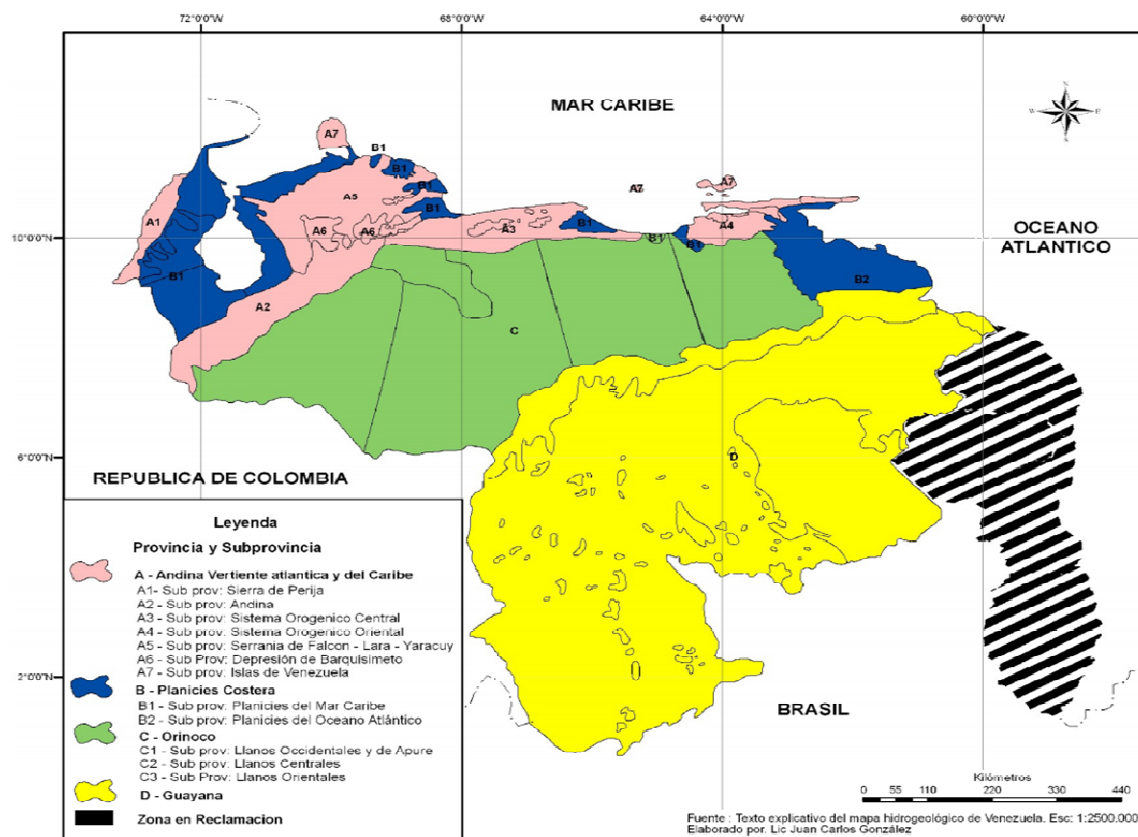 72°0'0"W
68°0'0"W
64°0'0"W
60°0'0"W
MAR CARIBE
A7
B1
B1
A7
A7
B1
A1
A5
B1
A6
A6
A3
B1
A4
OCEANO
ATLANTICO
10°0'0"N
B1
B1
B1
B2
A2
C
6°0'0"N
D
REPUBLICA DE COLOMBIA
Leyenda
Provincia y Subprovincia
A - Andina Vertiente atlantica y del Caribe
A1- Sub prov: Sierra de Perija
A2 - Sub prov: Andina
A3 - Sub prov: Sistema Orogenico Central
A4 - Sub prov: Sistema Orogenico Oriental
A5 - Sub prov: Serrania de Falcon - Lara - Yaracuy
A6 - Sub Prov: Depresión de Barquisimeto
A7 - Sub prov: Islas de Venezuela
2°0'0"N
B - Planicies Costera
B1 - Sub prov: Planicies del Mar Caribe
B2 - Sub prov: Planicies del Oceano Atlántico
C - Orinoco
C1 - Sub prov: Llanos Occidentales y de Apure
C2 - Sub prov: Llanos Centrales
C3 - Sub Prov: Llanos Orientales
D - Guayana
Zona en Reclamacion
BRASIL
Kilómetros
0 55 110 220 330 440
Fuente : Texto explicativo del mapa hidrogeológico de Venezuela. Esc: 1:2500.000
Elaborado por. Lic Juan Carlos González